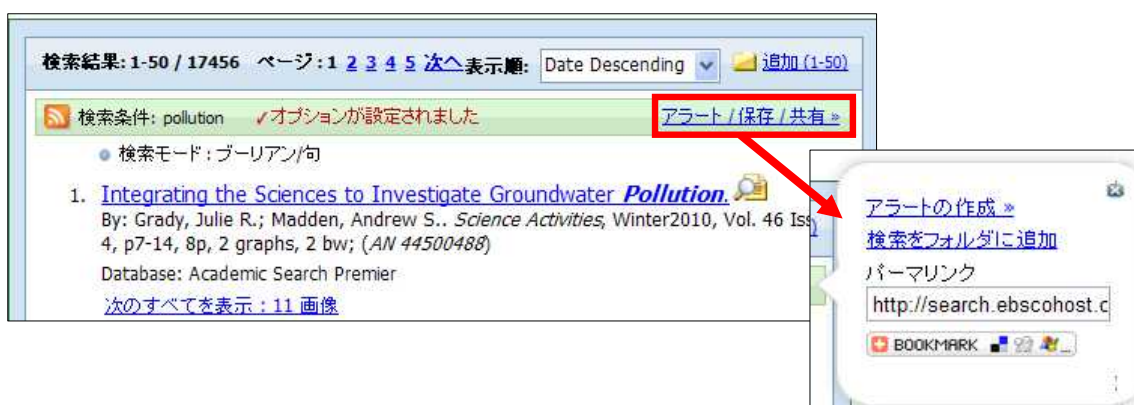 検索結果: 1-50 / 17456 ページ : 1 2 3 4 5 次へ 表示順: Date Descending 追加 (1-50)
検索条件: pollution ✓オプションが設定されました アラート / 保存 / 共有 »
検索モード : ブーリアン/句
1. Integrating the Sciences to Investigate Groundwater Pollution.
By: Grady, Julie R.; Madden, Andrew S.. Science Activities, Winter2010, Vol. 46 Iss
4, p7-14, 8p, 2 graphs, 2 bw; (AN 44500488)
Database: Academic Search Premier
次のすべてを表示 : 11 画像
アラートの作成 »
検索をフォルダに追加
パーマリンク
http://search.ebscohost.c
BOOKMARK